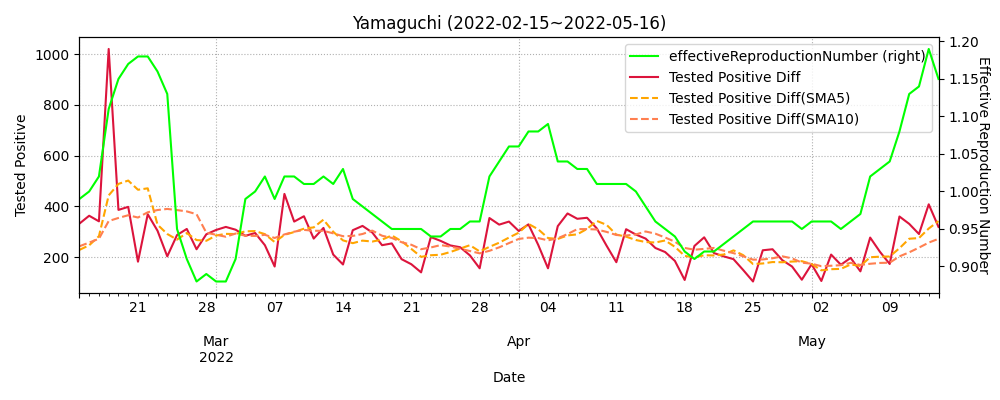 Yamaguchi (2022-02-15~2022-05-16)
effectiveReproductionNumber (right)
Tested Positive Diff
Tested Positive Diff(SMA5)
Tested Positive Diff(SMA10)
Tested Positive
1000
800
600
400
200
1.20
1.15
1.10
1.05
1.00
0.95
0.90
Effective Reproduction Number
21 28 07 14 21 28 04 11 18 25 02 09
Mar Apr May
2022
Date